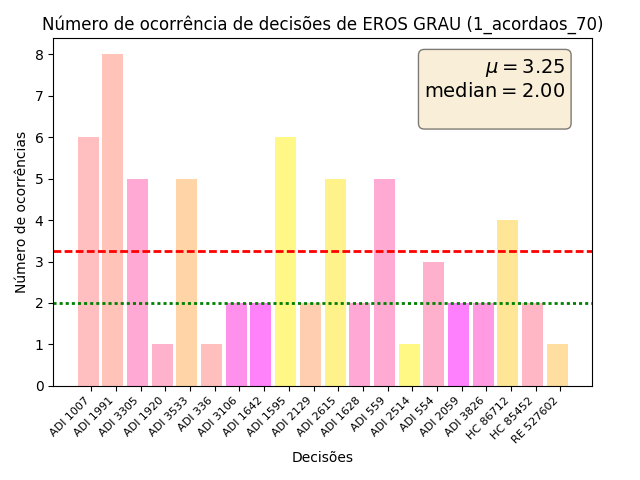 Número de ocorrência de decisões de EROS GRAU (1_acordaos_70)
μ = 3.25
median = 2.00
Número de ocorrências
8
7
6
5
4
3
2
1
0
ADI 1007
ADI 1991
ADI 3305
ADI 1920
ADI 3533
ADI 336
ADI 3106
ADI 1642
ADI 1595
ADI 2129
ADI 2615
ADI 1628
ADI 559
ADI 2514
ADI 554
ADI 2059
ADI 3826
HC 86712
HC 85452
RE 527602
Decisões